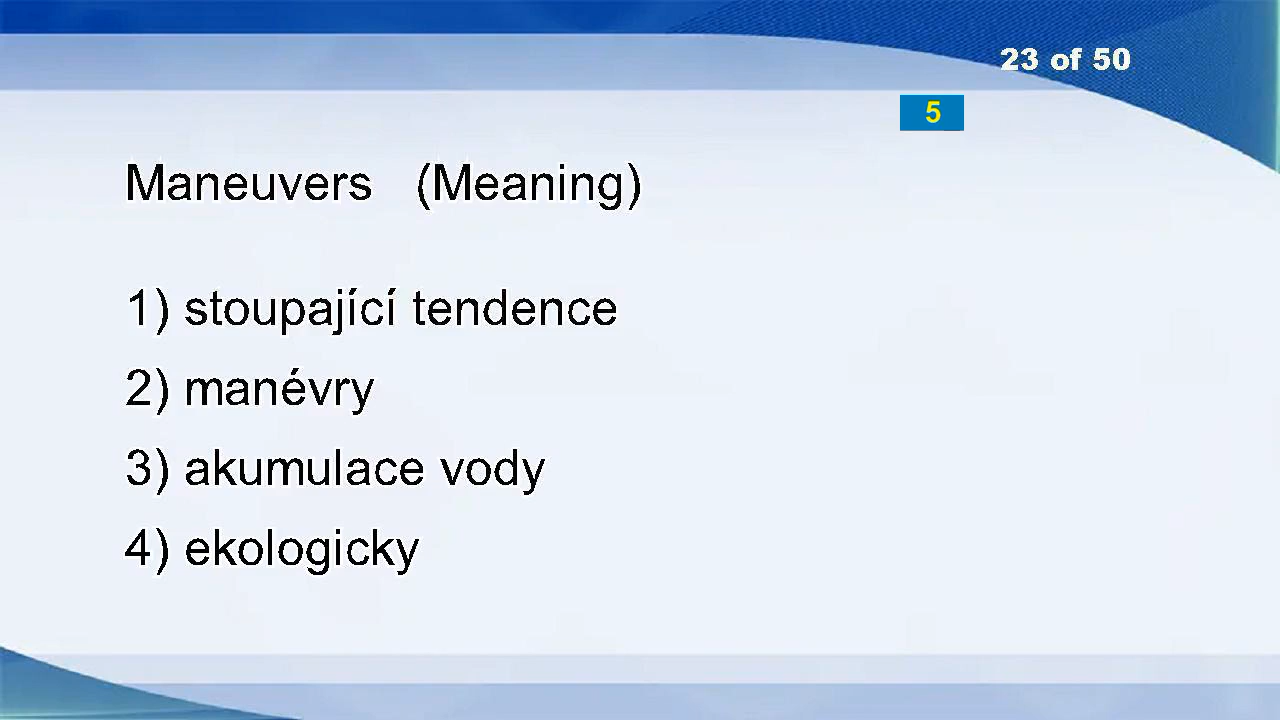 23 of 50
5
Maneuvers (Meaning)
1) stoupající tendence
2) manévry
3) akumulace vody
4) ekologicky